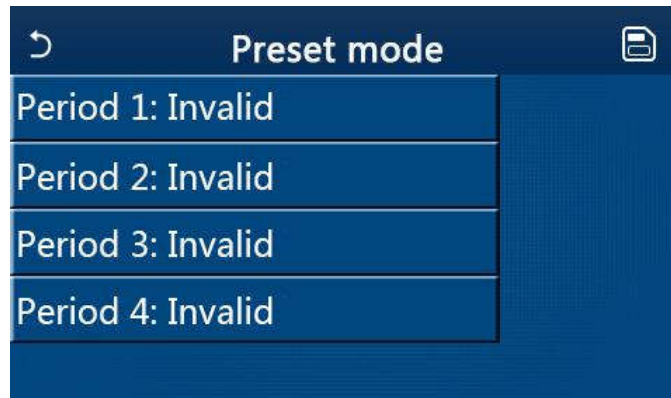 Preset mode
Period 1: Invalid
Period 2: Invalid
Period 3: Invalid
Period 4: Invalid